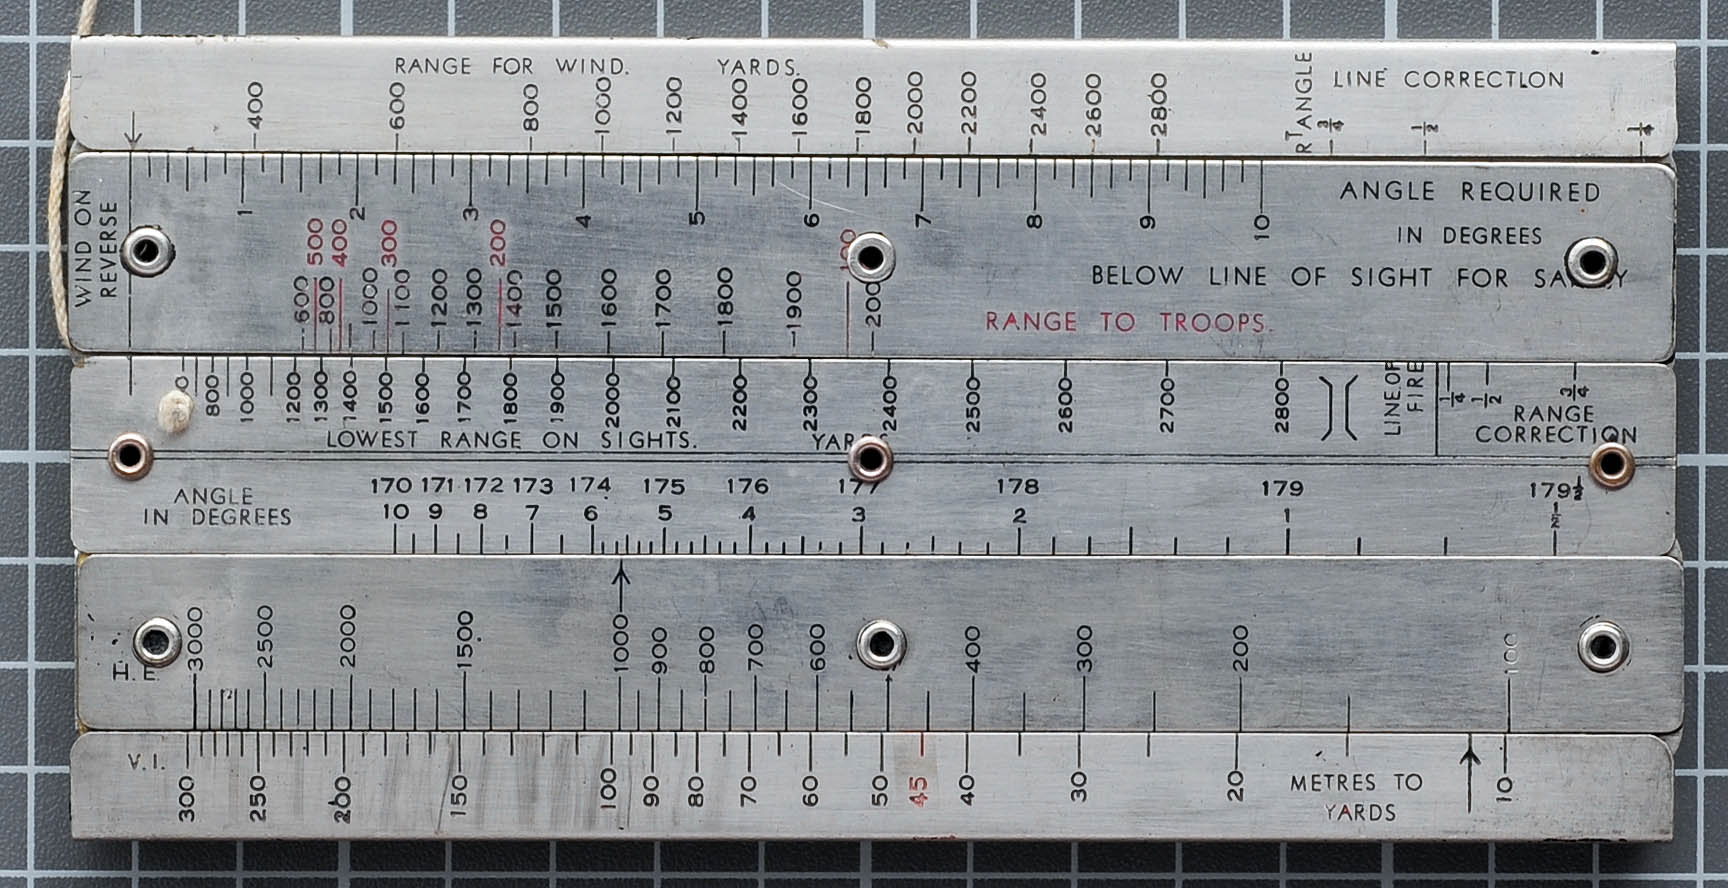 RANGE FOR WIND. YARDS.
400 600 800 1000 1200 1400 1600 1800 2000 2200 2400 2600 2800
RT ANGLE 3/4 1/2 1/4
LINE CORRECTION
WIND ON
REVERSE
1 2 3 4 5 6 7 8 9 10
ANGLE REQUIRED
IN DEGREES
BELOW LINE OF SIGHT FOR
500 400 300 200
600 800 1000 1100 1200 1300 1400 1500 1600 1700 1800 1900
RANGE TO TROOPS.
800 1000 1200 1300 1400 1500 1600 1700 1800 1900 2000 2100 2200 2300 2400 2500 2600 2700 2800
LINE OF
FIRE
1/4 1/2 3/4
RANGE
CORRECTION
LOWEST RANGE ON SIGHTS.
ANGLE
IN DEGREES
170 171 172 173 174 175 176 177 178 179 179½
10 9 8 7 6 5 4 3 2 1 ½
H.E.
3000 2500 2000 1500 1000 900 800 700 600 400 300 200 100
V.I.
300 250 200 150 100 90 80 70 60 50 45 40 30 20 10
METRES TO
YARDS